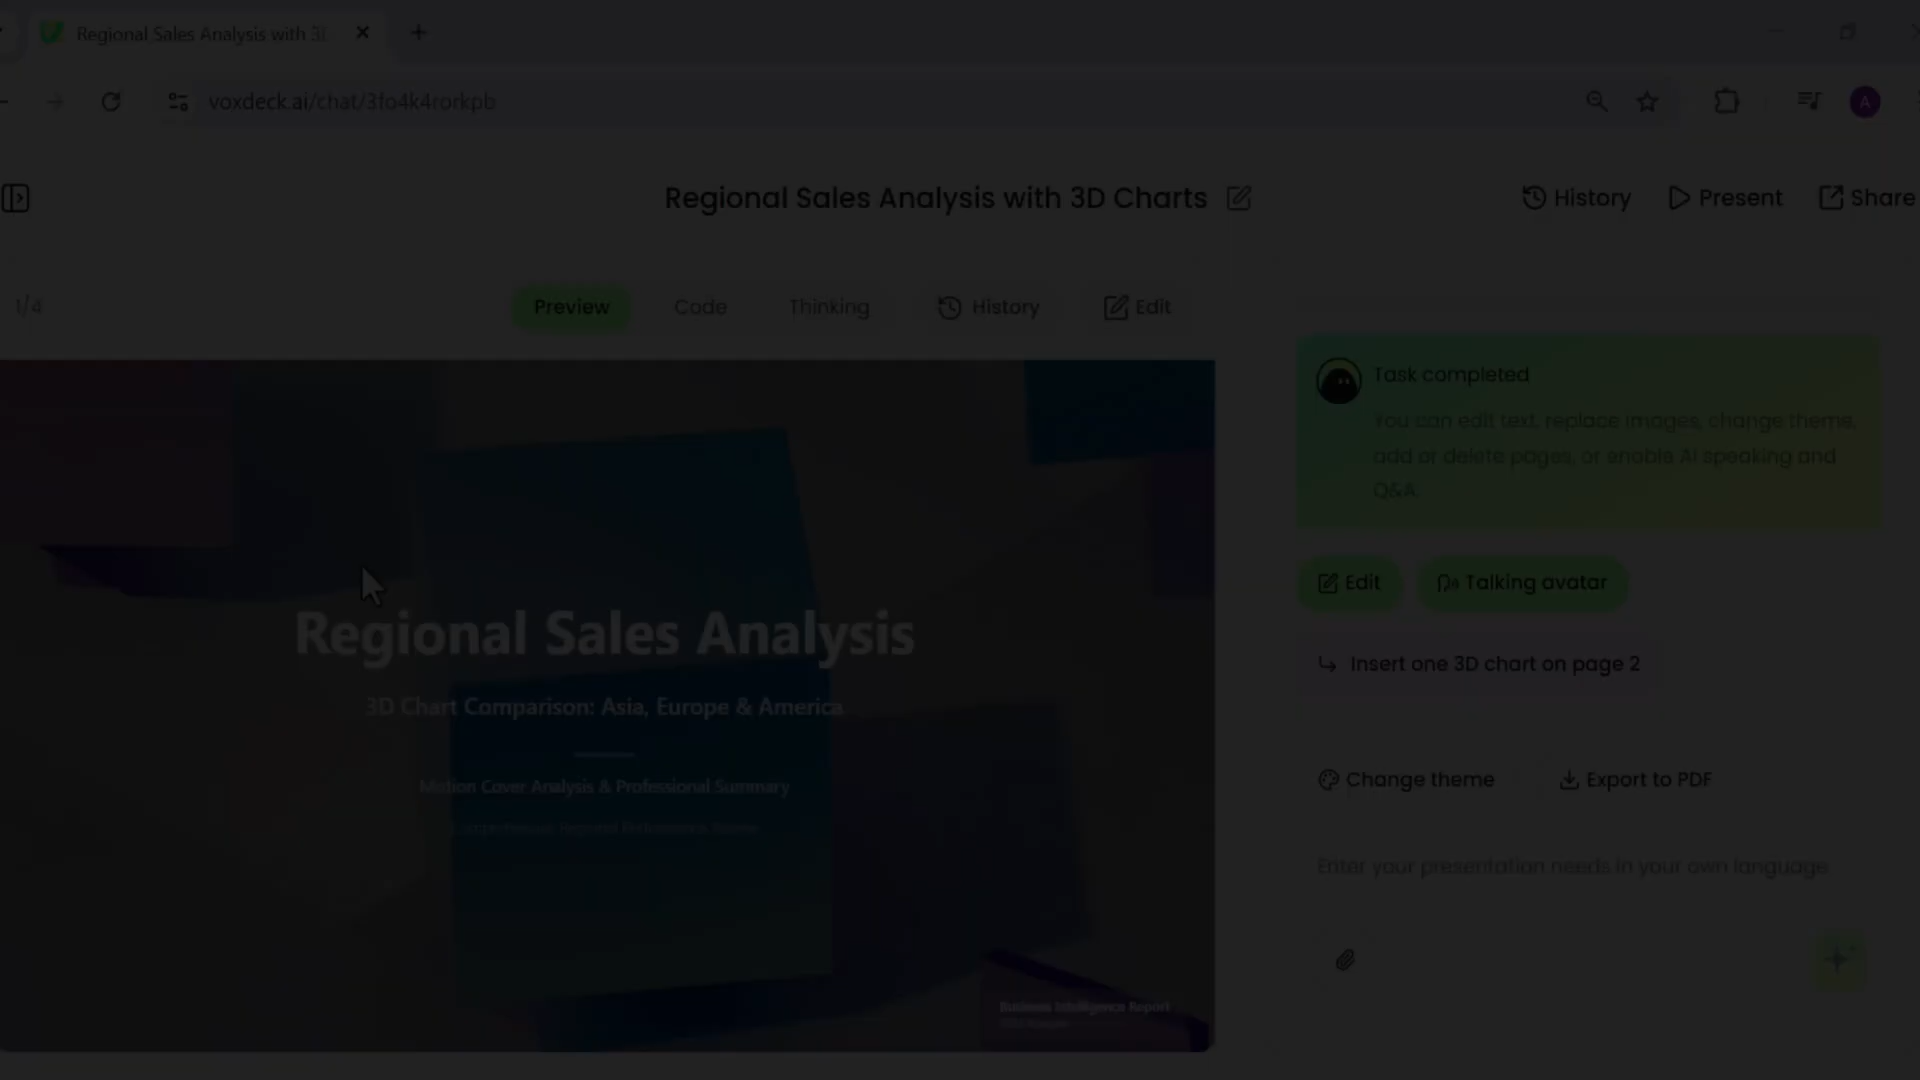 Regional Sales Analysis with 3D
voxdeck.ai/chat/3fo4k4rorkpb
A
Regional Sales Analysis with 3D Charts
History
Present
Share
1/4
Preview
Code
Thinking
History
Edit
Regional Sales Analysis
3D Chart Comparison: Asia, Europe & America
Motion Cover Analysis & Professional Summary
Business Intelligence Report
Task completed
You can edit text, replace images, change theme,
add or delete pages, or enable AI speaking and
Q&A.
Edit
Talking avatar
Insert one 3D chart on page 2
Change theme
Export to PDF
Enter your presentation needs in your own language